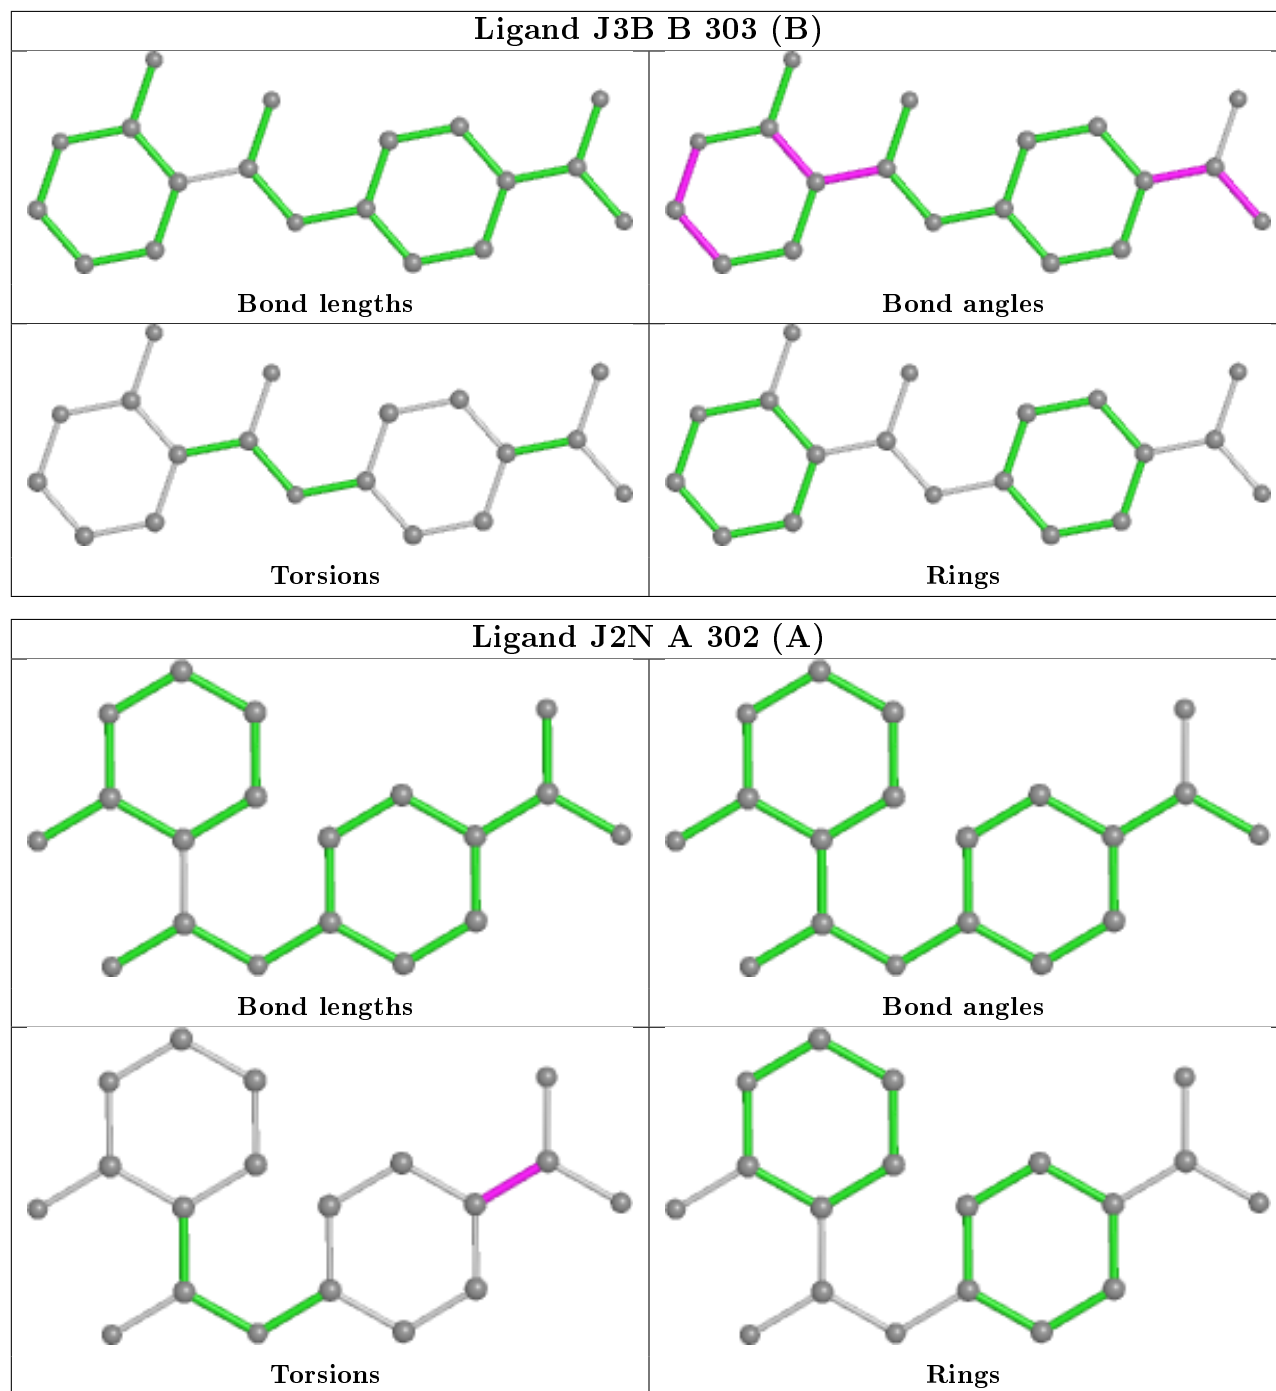 Ligand J3B B 303 (B)
Bond lengths
Bond angles
Torsions
Rings
Ligand J2N A 302 (A)
Bond lengths
Bond angles
Torsions
Rings